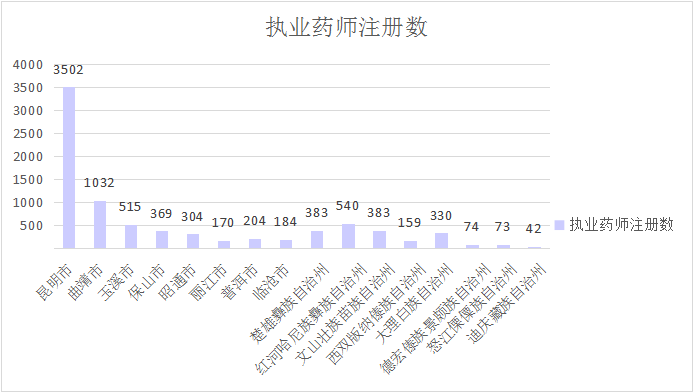 执业药师注册数
4000
3500
3000
2500
2000
1500
1000
500
3502
1032
515
369
304
170
204
184
383
540
383
159
330
74
73
42
昆明市
曲靖市
玉溪市
保山市
昭通市
丽江市
普洱市
临沧市
楚雄彝族自治州
红河哈尼族彝族自治州
文山壮族苗族自治州
西双版纳傣族自治州
大理白族自治州
德宏傣族景颇族自治州
怒江傈僳族自治州
迪庆藏族自治州
执业药师注册数